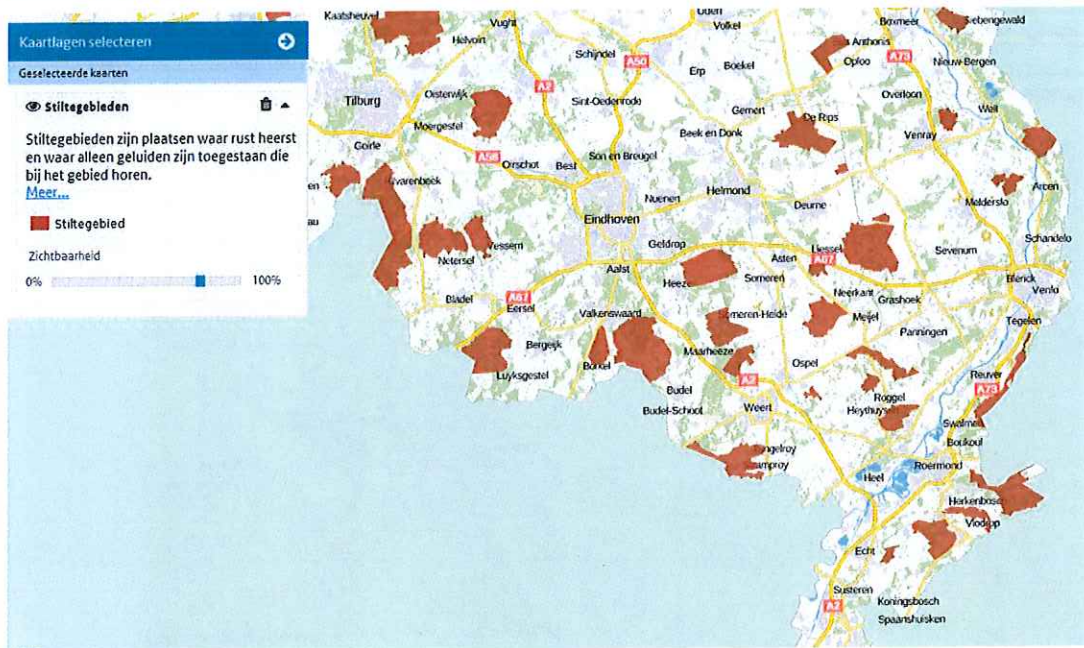 Kaartlagen selecteren
Geselecteerde kaarten
Stiltegebieden
Stiltegebieden zijn plaatsen waar rust heerst
en waar alleen geluiden zijn toegestaan die
bij het gebied horen.
Meer...
Stiltegebied
Zichtbaarheid
0%
100%
Kaatsheuvel
Vught
Uden
Volkel
Boxmeer
Siebengewald
Helvoirt
Schijndel
A50
Anthonis
A73
Oploo
Nieuw-Bergen
Erp
Boekel
A2
Tilburg
Oisterwijk
Sint-Oedenrode
Gemert
Overloon
Well
De Rips
Moergestel
Beek en Donk
Venray
Goirle
A58
Oirschot
Best
Son en Breugel
Helmond
Arcen
Nuenen
Deurne
Melderslo
Eindhoven
Schandelo
Vessem
Geldrop
Liessel
Sevenum
Netersel
Asten
A67
Aalst
Heeze
Someren
Blerick
Venlo
Neerkant
Grashoek
Bladel
A67
Eersel
Valkenswaard
Someren-Heide
Meijel
Tegelen
Panningen
Bergeijk
Maarheeze
Ospel
Borkel
Luyksgestel
A2
Reuver
Budel
Roggel
A73
Budel-Schoot
Weert
Heythuysen
Swalmen
Boukoul
Tungelroy
Stramproy
Heel
Roermond
Herkenbosch
Vlodrop
Echt
Susteren
A2
Koningsbosch
Spaanshuisken